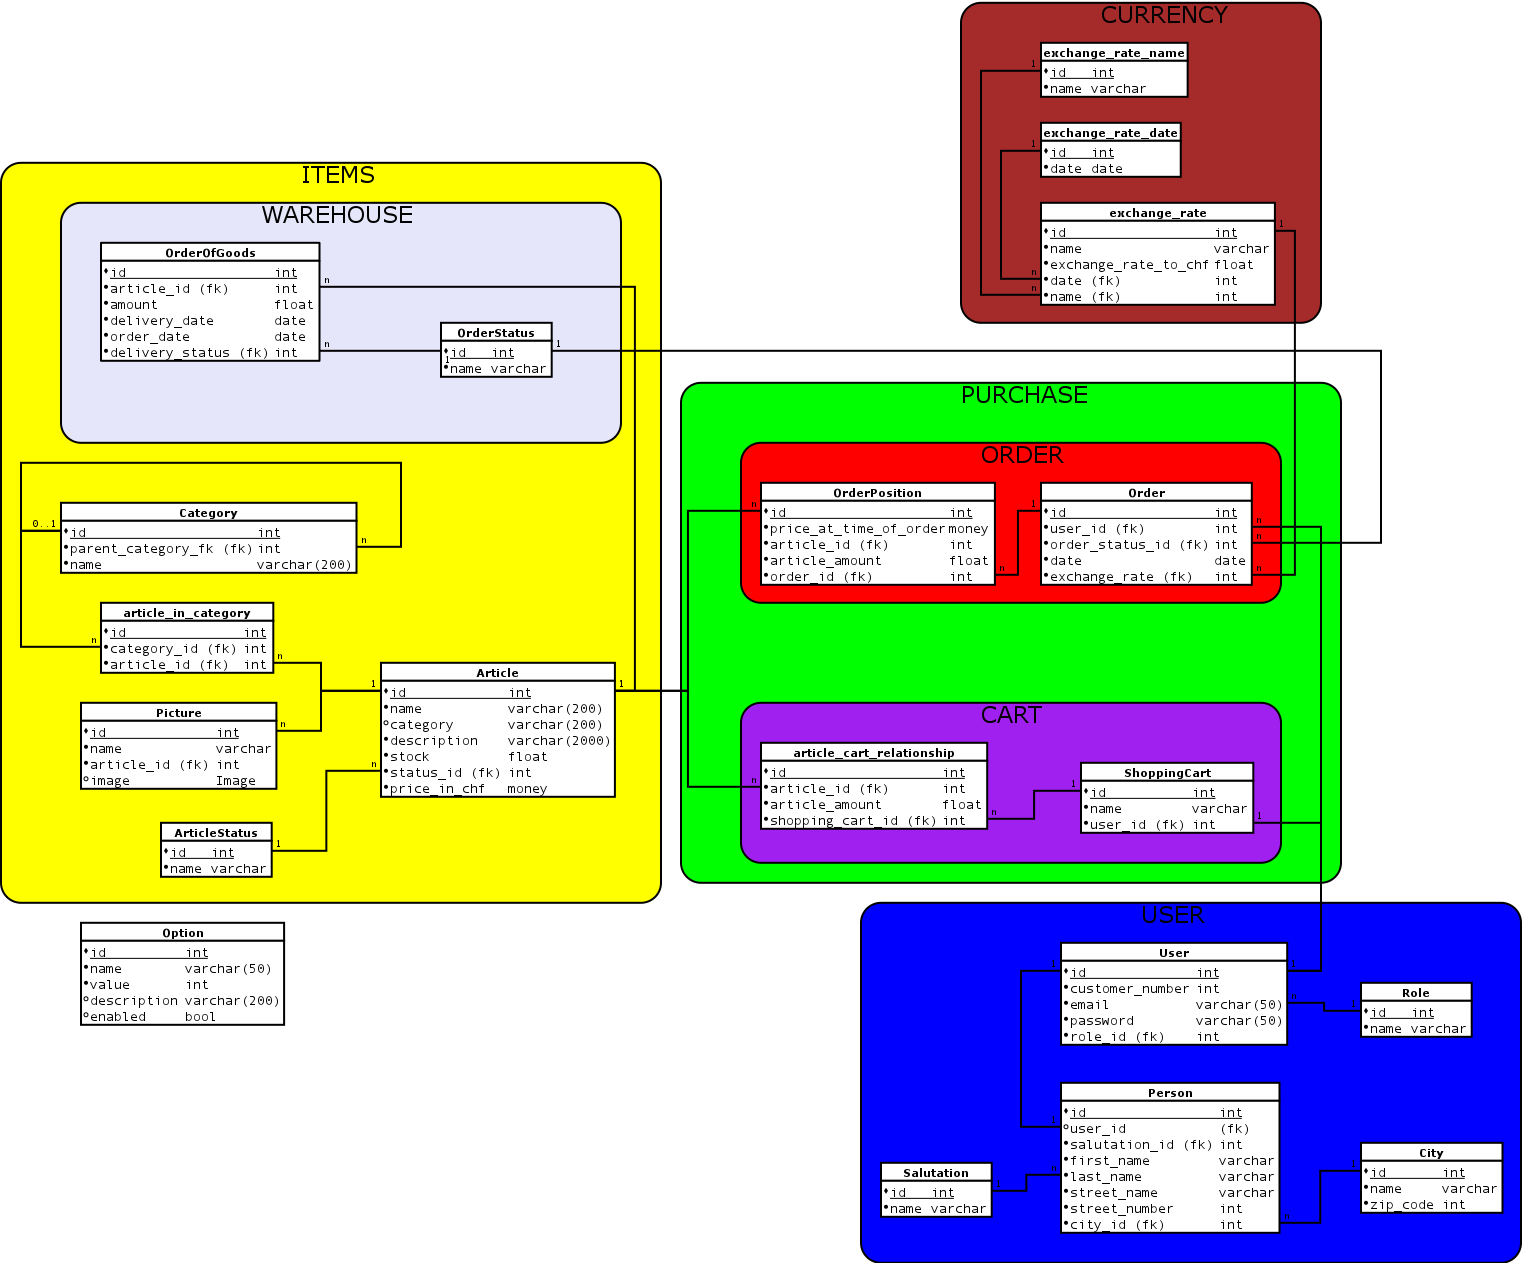 CURRENCY
exchange_rate_name
1
id int
name varchar
exchange_rate_date
1
id int
date date
exchange_rate
1
id int
name varchar
exchange_rate_to_chf float
n
date (fk) int
n
name (fk) int
ITEMS
WAREHOUSE
OrderOfGoods
id int
n
article_id (fk) int
amount float
delivery_date date
order_date date
delivery_status (fk) int
n
OrderStatus
1
id int
1
name varchar
Category
0..1
id int
parent_category_fk (fk) int
n
name varchar(200)
article_in_category
id int
n
category_id (fk) int
article_id (fk) int
n
Picture
id int
n
name varchar
article_id (fk) int
image Image
Article
1
id int
1
name varchar(200)
category varchar(200)
description varchar(2000)
stock float
n
status_id (fk) int
price_in_chf money
ArticleStatus
id int
1
name varchar
Option
id int
name varchar(50)
value int
description varchar(200)
enabled bool
PURCHASE
ORDER
OrderPosition
n
id int
price_at_time_of_order money
article_id (fk) int
article_amount float
order_id (fk) int
n
Order
1
id int
user_id (fk) int
n
order_status_id (fk) int
n
date date
exchange_rate (fk) int
n
CART
article_cart_relationship
id int
n
article_id (fk) int
article_amount float
shopping_cart_id (fk) int
n
ShoppingCart
1
id int
name varchar
user_id (fk) int
1
USER
User
1
id int
1
customer_number int
email varchar(50)
n
password varchar(50)
role_id (fk) int
Role
1
id int
name varchar
Person
id int
1
user_id (fk)
salutation_id (fk) int
first_name varchar
n
last_name varchar
street_name varchar
street_number int
city_id (fk) int
n
Salutation
id int
1
name varchar
City
1
id int
name varchar
zip_code int